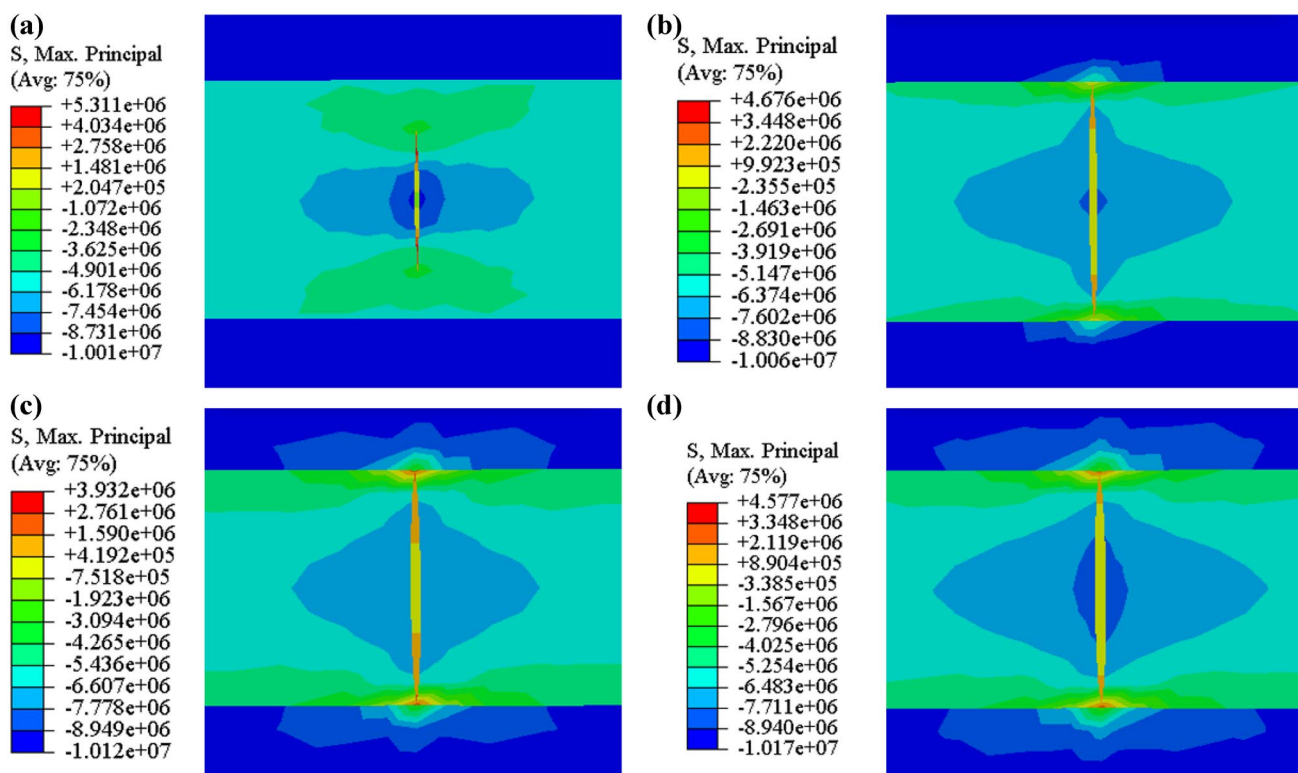 (a)
S, Max. Principal
(Avg: 75%)
+5.311e+06
+4.034e+06
+2.758e+06
+1.481e+06
+2.047e+05
-1.072e+06
-2.348e+06
-3.625e+06
-4.901e+06
-6.178e+06
-7.454e+06
-8.731e+06
-1.001e+07
(b)
S, Max. Principal
(Avg: 75%)
+4.676e+06
+3.448e+06
+2.220e+06
+9.923e+05
-2.355e+05
-1.463e+06
-2.691e+06
-3.919e+06
-5.147e+06
-6.374e+06
-7.602e+06
-8.830e+06
-1.006e+07
(c)
S, Max. Principal
(Avg: 75%)
+3.932e+06
+2.761e+06
+1.590e+06
+4.192e+05
-7.518e+05
-1.923e+06
-3.094e+06
-4.265e+06
-5.436e+06
-6.607e+06
-7.778e+06
-8.949e+06
-1.012e+07
(d)
S, Max. Principal
(Avg: 75%)
+4.577e+06
+3.348e+06
+2.119e+06
+8.904e+05
-3.385e+05
-1.567e+06
-2.796e+06
-4.025e+06
-5.254e+06
-6.483e+06
-7.711e+06
-8.940e+06
-1.017e+07